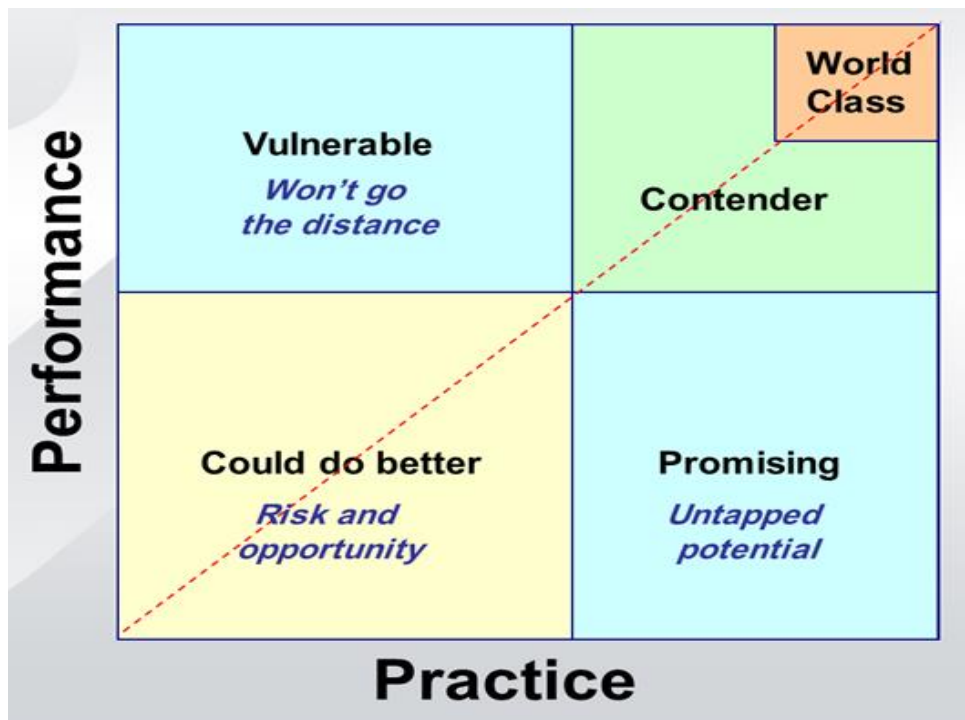 Performance
Vulnerable
Won't go
the distance
World
Class
Contender
Could do better
Risk and
opportunity
Promising
Untapped
potential
Practice